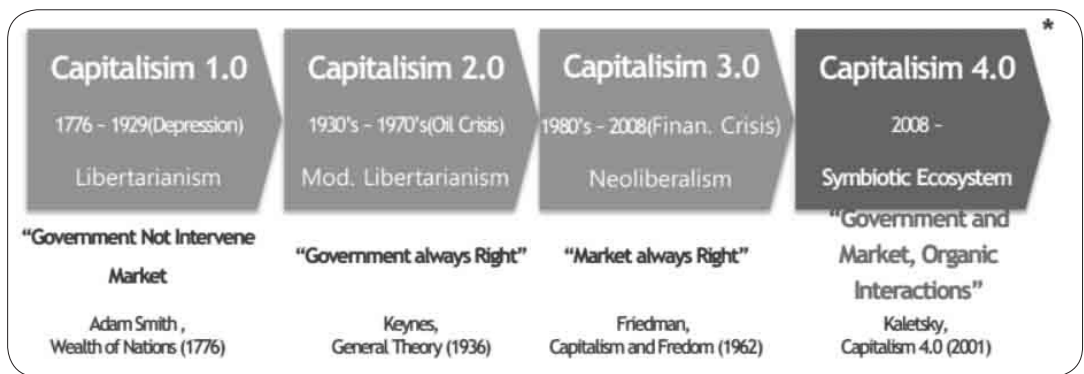 *
Capitalisim 1.0
1776 - 1929(Depression)
Libertarianism
"Government Not Intervene
Market
Adam Smith ,
Wealth of Nations (1776)
Capitalisim 2.0
1930's - 1970's(Oil Crisis)
Mod. Libertarianism
"Government always Right"
Keynes,
General Theory (1936)
Capitalisim 3.0
1980's - 2008(Finan. Crisis)
Neoliberalism
"Market always Right"
Friedman,
Capitalism and Fredom (1962)
Capitalisim 4.0
2008 -
Symbiotic Ecosystem
"Government and
Market, Organic
Interactions"
Kaletsky,
Capitalism 4.0 (2001)